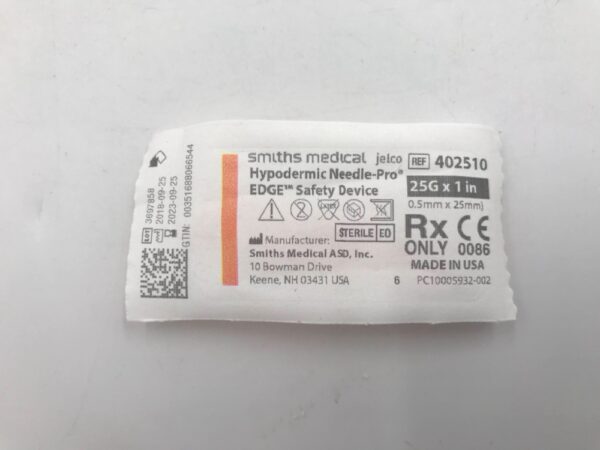 smiths medical jelco REF 402510
Hypodermic Needle-Pro®
EDGE™ Safety Device
25G x 1 in
0.5mm x 25mm)
STERILE EO
Rx ONLY
CE 0086
MADE IN USA
Manufacturer:
Smiths Medical ASD, Inc.
10 Bowman Drive
Keene, NH 03431 USA
6 PC10005932-002
LOT 3697858
2018-09-25
2023-09-25
GTIN: 00351688066544